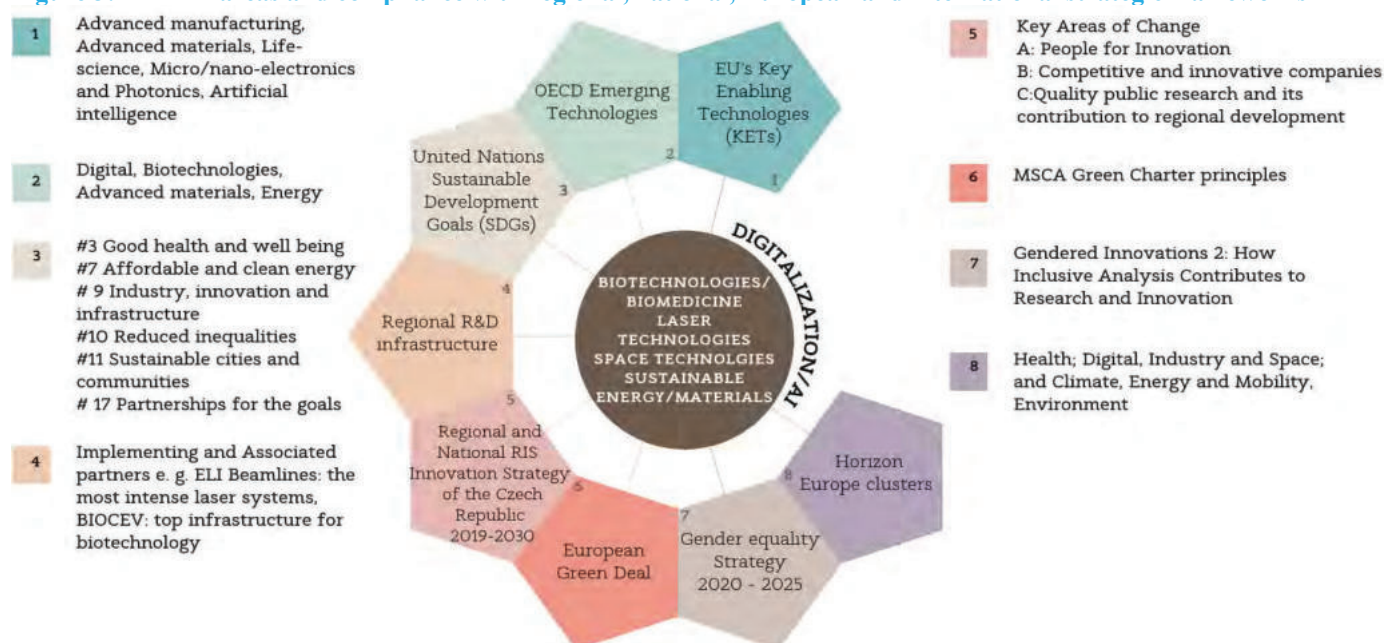 1
Advanced manufacturing,
Advanced materials, Life-
science, Micro/nano-electronics
and Photonics, Artificial
intelligence
2
Digital, Biotechnologies,
Advanced materials, Energy
3
#3 Good health and well being
#7 Affordable and clean energy
# 9 Industry, innovation and
infrastructure
#10 Reduced inequalities
#11 Sustainable cities and
communities
# 17 Partnerships for the goals
4
Implementing and Associated
partners e. g. ELI Beamlines: the
most intense laser systems,
BIOCEV: top infrastructure for
biotechnology
EU's Key
Enabling
Technologies
(KETs)
1
OECD Emerging
Technologies
2
United Nations
Sustainable
Development
Goals (SDGs)
3
Regional R&D
infrastructure
4
Regional and
National RIS
Innovation Strategy
of the Czech
Republic
2019-2030
5
European
Green Deal
6
Gender equality
Strategy
2020 - 2025
7
Horizon
Europe clusters
8
BIOTECHNOLOGIES/
BIOMEDICINE
LASER
TECHNOLOGIES
SPACE TECHNOLGIES
SUSTAINABLE
ENERGY/MATERIALS
DIGITALIZATION/AI
5
Key Areas of Change
A: People for Innovation
B: Competitive and innovative companies
C:Quality public research and its
contribution to regional development
6
MSCA Green Charter principles
7
Gendered Innovations 2: How
Inclusive Analysis Contributes to
Research and Innovation
8
Health; Digital, Industry and Space;
and Climate, Energy and Mobility,
Environment